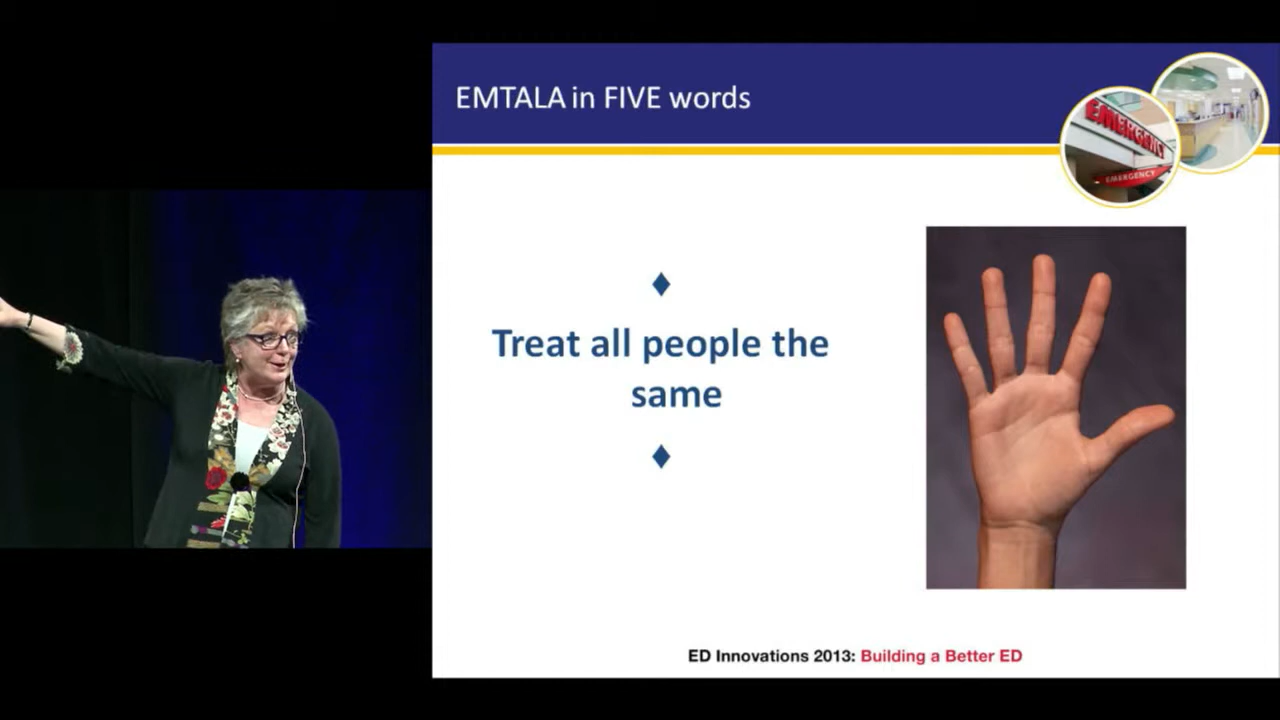 EMTALA in FIVE words
EMERGENCY
EMERGENCY
Treat all people the
same
ED Innovations 2013: Building a Better ED